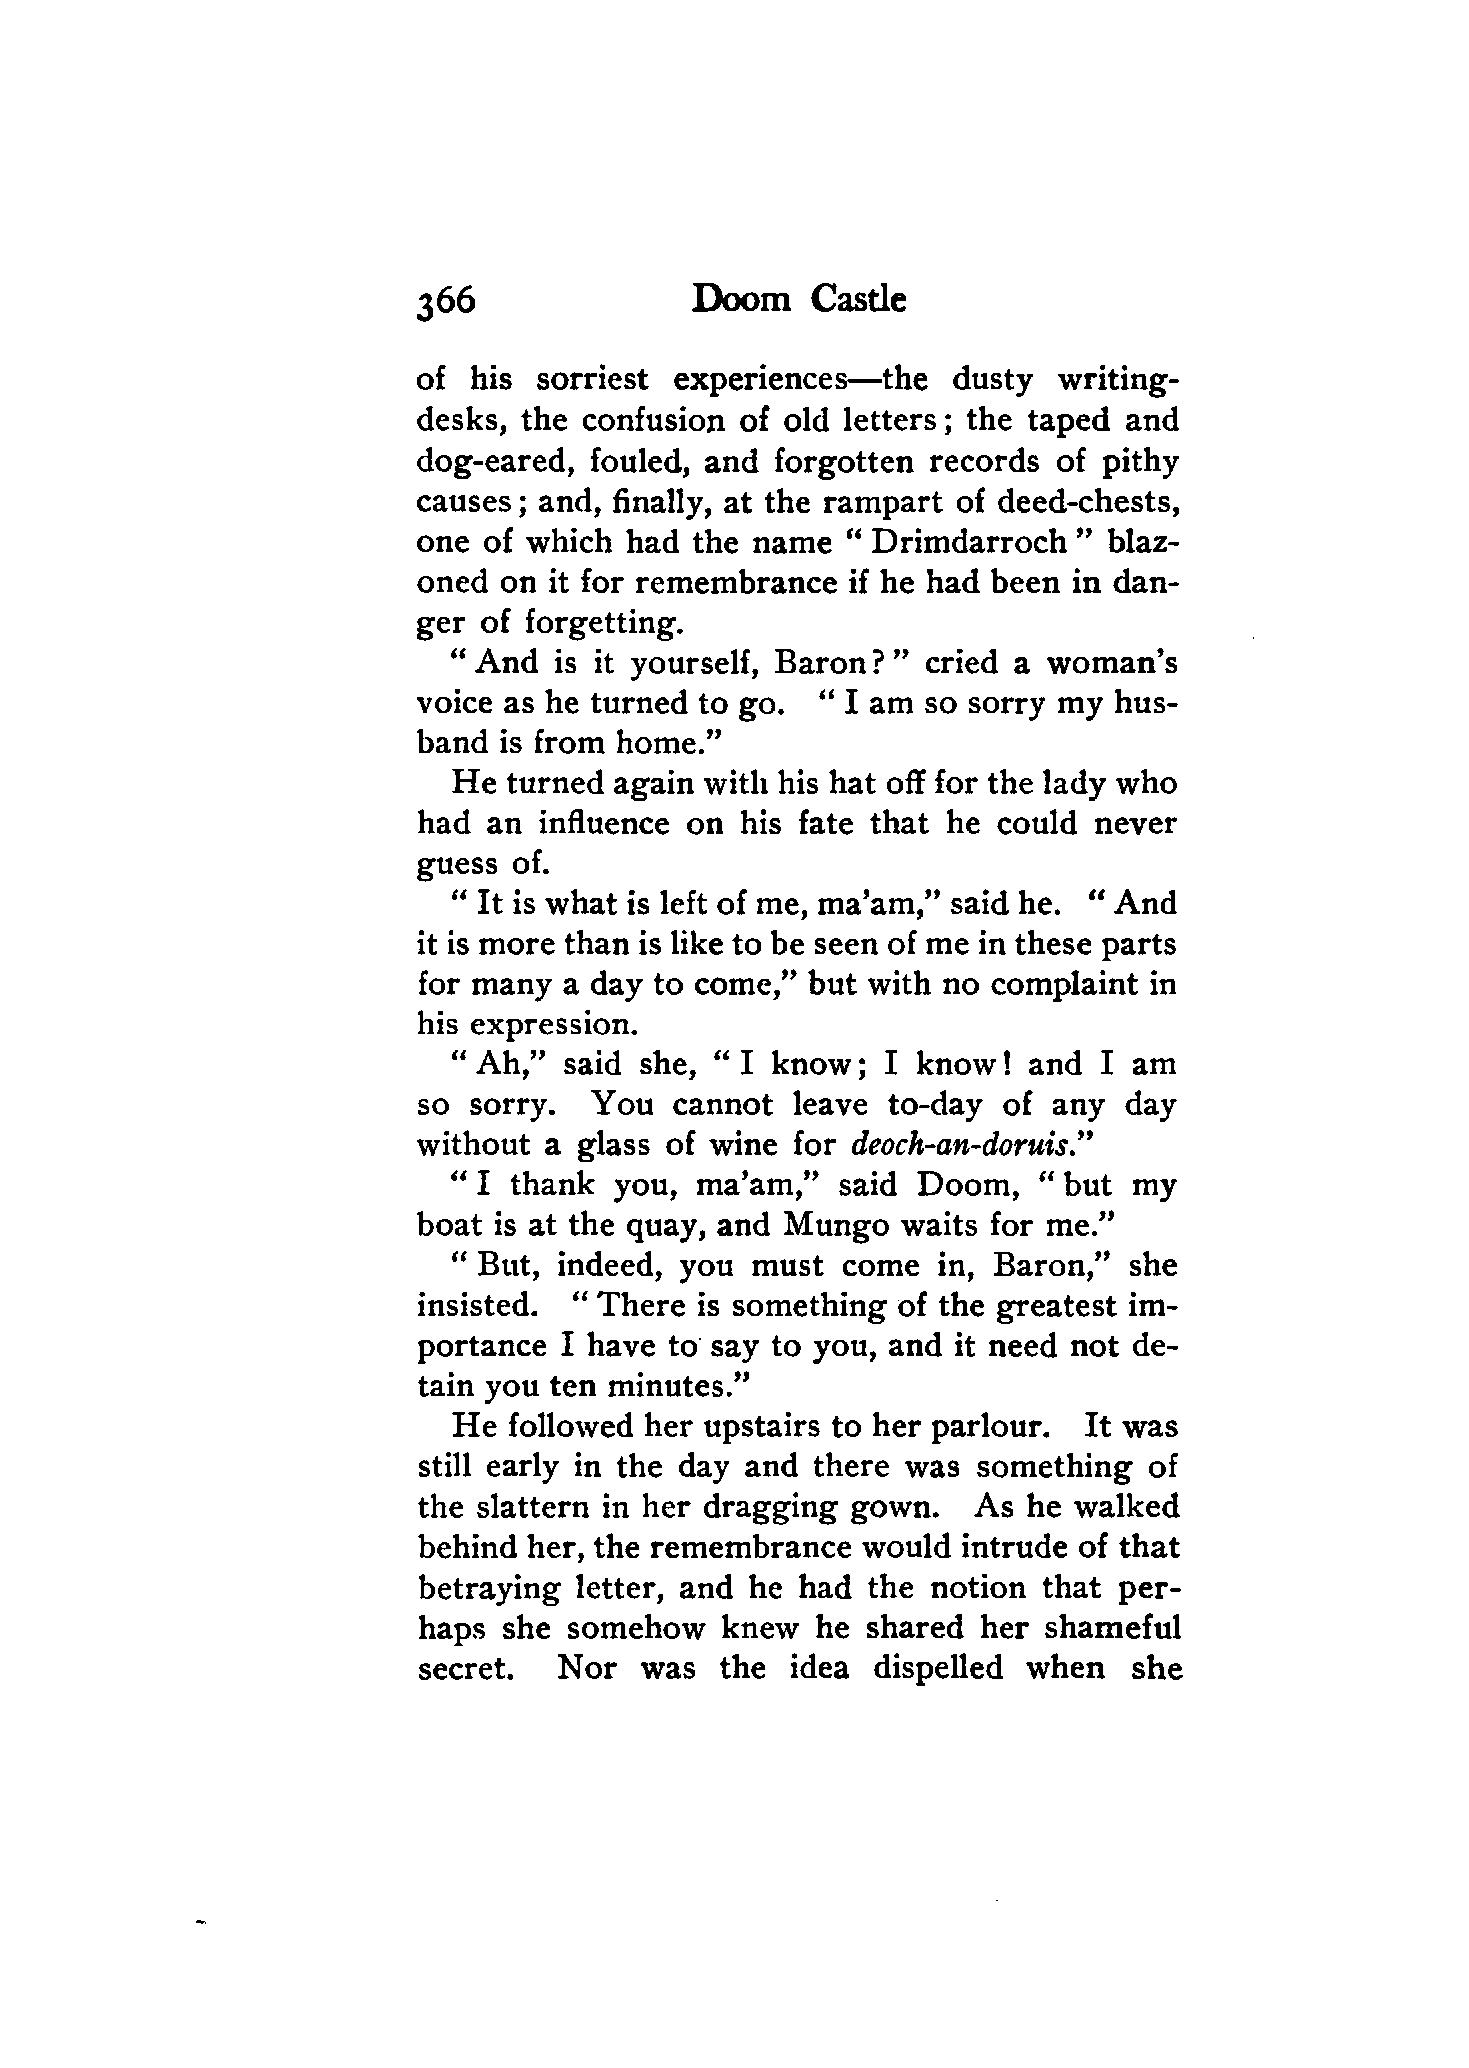 366 Doom Castle
of his sorriest experiences—the dusty writing-
desks, the confusion of old letters; the taped and
dog-eared, fouled, and forgotten records of pithy
causes; and, finally, at the rampart of deed-chests,
one of which had the name "Drimdarroch" blaz-
oned on it for remembrance if he had been in dan-
ger of forgetting.
"And is it yourself, Baron?" cried a woman's
voice as he turned to go. "I am so sorry my hus-
band is from home."
He turned again with his hat off for the lady who
had an influence on his fate that he could never
guess of.
"It is what is left of me, ma'am," said he. "And
it is more than is like to be seen of me in these parts
for many a day to come," but with no complaint in
his expression.
"Ah," said she, "I know; I know! and I am
so sorry. You cannot leave to-day of any day
without a glass of wine for deoch-an-doruis."
"I thank you, ma'am," said Doom, "but my
boat is at the quay, and Mungo waits for me."
"But, indeed, you must come in, Baron," she
insisted. "There is something of the greatest im-
portance I have to say to you, and it need not de-
tain you ten minutes."
He followed her upstairs to her parlour. It was
still early in the day and there was something of
the slattern in her dragging gown. As he walked
behind her, the remembrance would intrude of that
betraying letter, and he had the notion that per-
haps she somehow knew he shared her shameful
secret. Nor was the idea dispelled when she